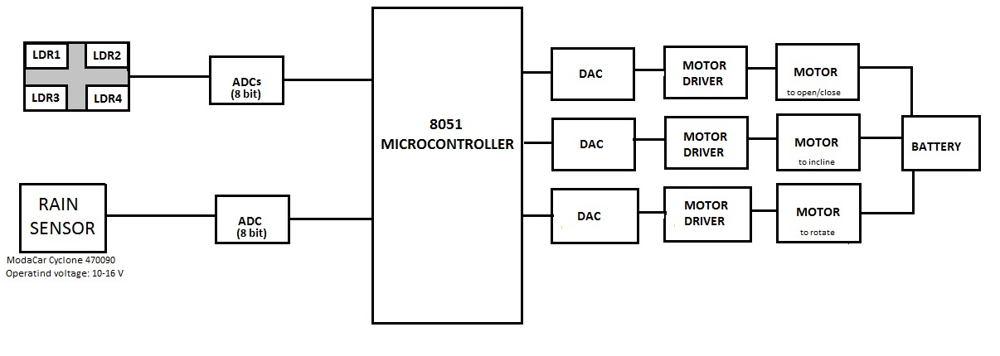 LDR1 LDR2
LDR3 LDR4
ADCs
(8 bit)
RAIN
SENSOR
ModaCar Cyclone 470090
Operatind voltage: 10-16 V
ADC
(8 bit)
8051
MICROCONTROLLER
DAC
MOTOR
DRIVER
MOTOR
to open/close
DAC
MOTOR
DRIVER
MOTOR
to incline
DAC
MOTOR
DRIVER
MOTOR
to rotate
BATTERY